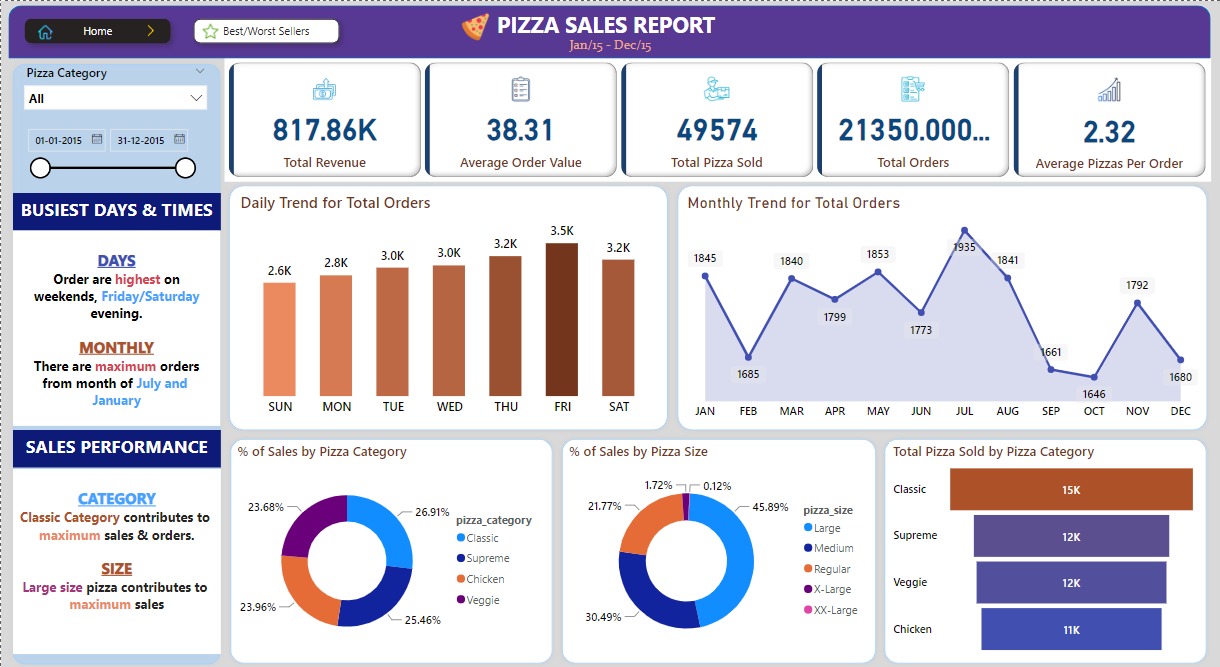 Home
Best/Worst Sellers
PIZZA SALES REPORT
Jan/15 - Dec/15
Pizza Category
All
01-01-2015
31-12-2015
817.86K
Total Revenue
38.31
Average Order Value
49574
Total Pizza Sold
21350.000...
Total Orders
2.32
Average Pizzas Per Order
BUSIEST DAYS & TIMES
DAYS
Order are highest on
weekends, Friday/Saturday
evening.
MONTHLY
There are maximum orders
from month of July and
January
SALES PERFORMANCE
CATEGORY
Classic Category contributes to
maximum sales & orders.
SIZE
Large size pizza contributes to
maximum sales
Daily Trend for Total Orders
2.6K
2.8K
3.0K
3.0K
3.2K
3.5K
3.2K
SUN MON TUE WED THU FRI SAT
Monthly Trend for Total Orders
1845
1685
1840
1799
1853
1773
1935
1841
1661
1646
1792
1680
JAN FEB MAR APR MAY JUN JUL AUG SEP OCT NOV DEC
% of Sales by Pizza Category
23.68%
26.91%
23.96%
25.46%
pizza_category
Classic
Supreme
Chicken
Veggie
% of Sales by Pizza Size
1.72%
0.12%
21.77%
45.89%
30.49%
pizza_size
Large
Medium
Regular
X-Large
XX-Large
Total Pizza Sold by Pizza Category
Classic 15K
Supreme 12K
Veggie 12K
Chicken 11K